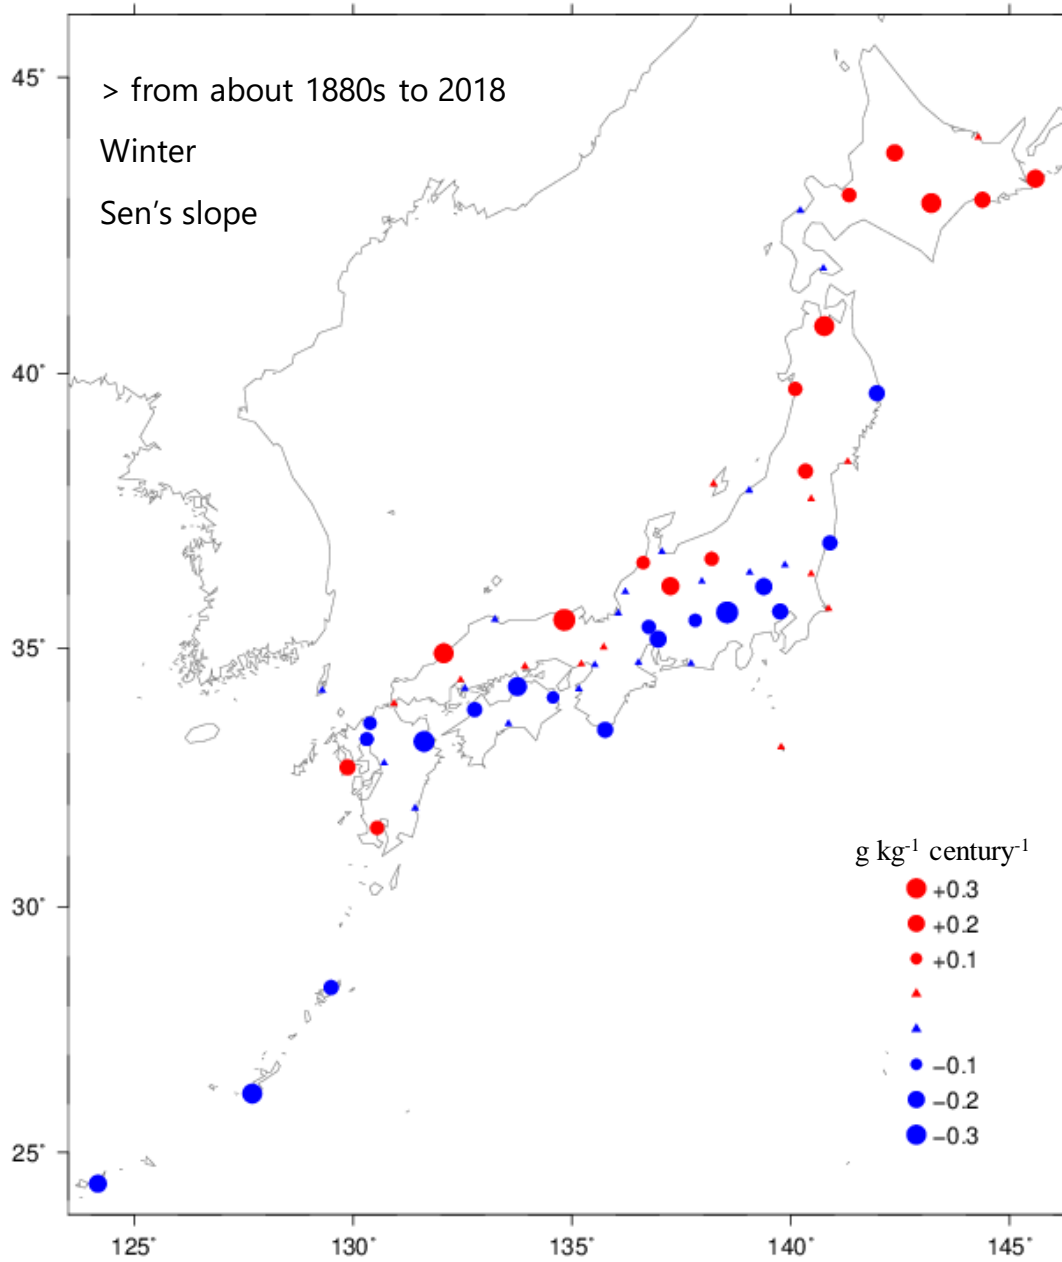 45°
> from about 1880s to 2018
Winter
Sen's slope
40°
35°
g kg⁻¹ century⁻¹
+0.3
30°
+0.2
+0.1
−0.1
−0.2
−0.3
25°
125° 130° 135° 140° 145°